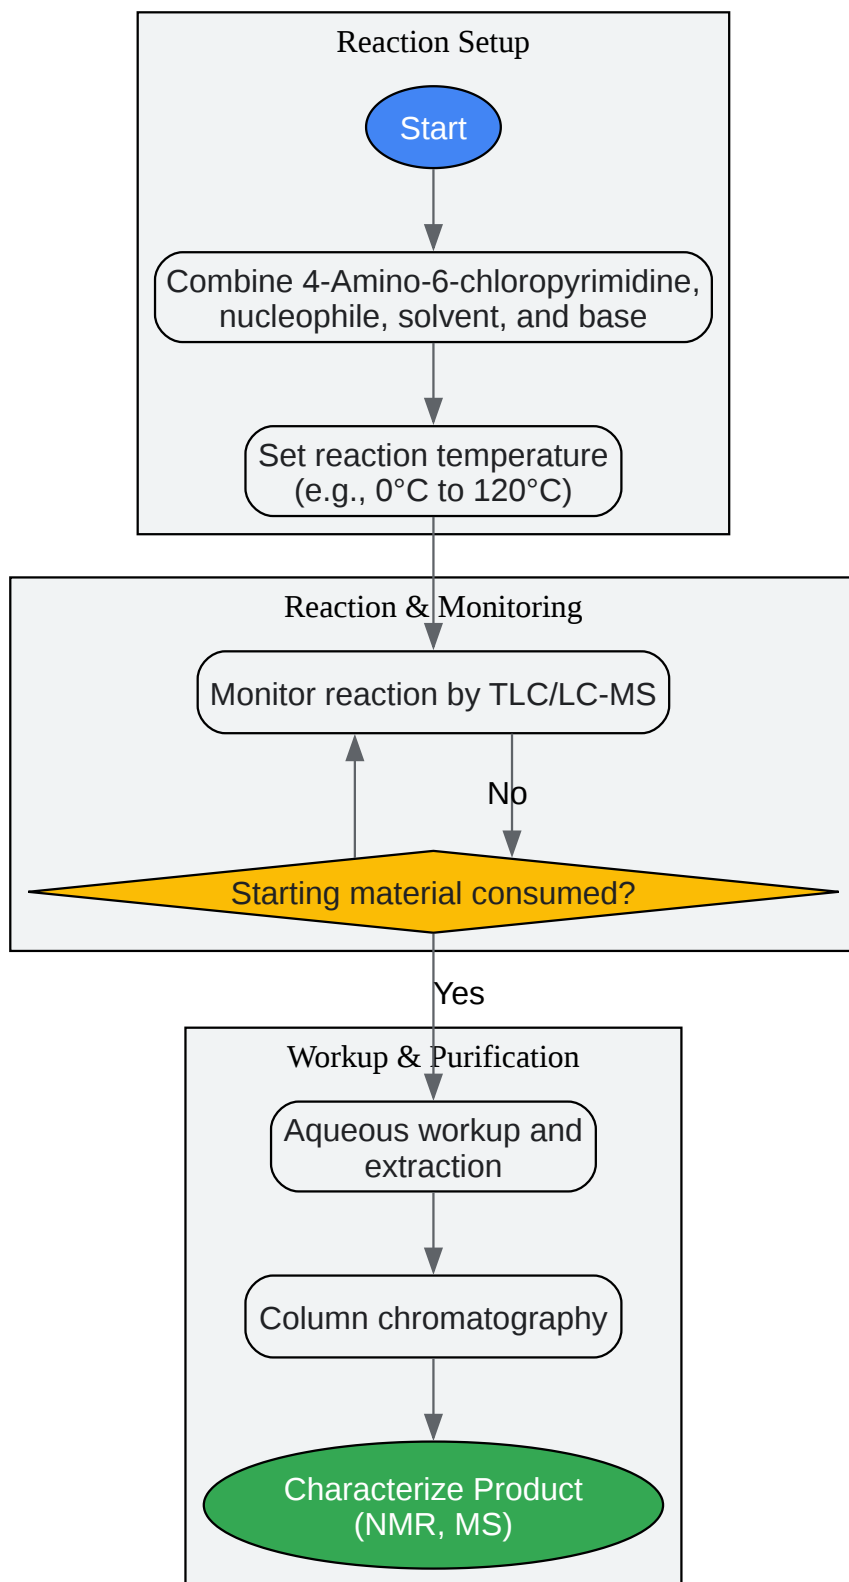 Reaction Setup
Start
Combine 4-Amino-6-chloropyrimidine,
nucleophile, solvent, and base
Set reaction temperature
(e.g., 0°C to 120°C)
Reaction & Monitoring
Monitor reaction by TLC/LC-MS
No
Starting material consumed?
Yes
Workup & Purification
Aqueous workup and
extraction
Column chromatography
Characterize Product
(NMR, MS)